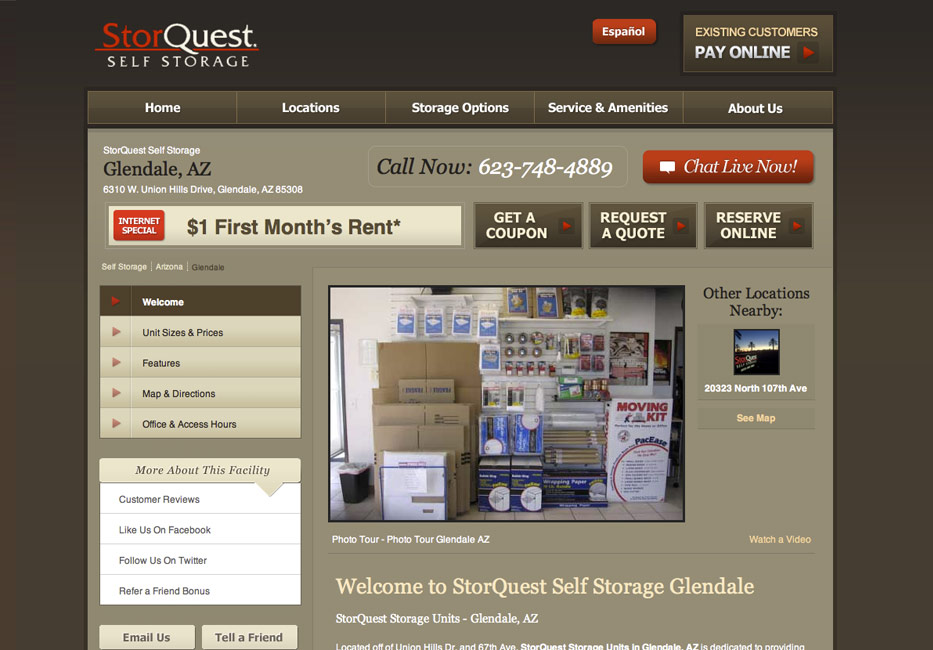 StorQuest.
SELF STORAGE
Español
EXISTING CUSTOMERS
PAY ONLINE
Home
Locations
Storage Options
Service & Amenities
About Us
StorQuest Self Storage
Glendale, AZ
6310 W. Union Hills Drive, Glendale, AZ 85308
Call Now: 623-748-4889
Chat Live Now!
INTERNET
SPECIAL
$1 First Month's Rent*
GET A
COUPON
REQUEST
A QUOTE
RESERVE
ONLINE
Self Storage | Arizona | Glendale
Welcome
Unit Sizes & Prices
Features
Map & Directions
Office & Access Hours
More About This Facility
Customer Reviews
Like Us On Facebook
Follow Us On Twitter
Refer a Friend Bonus
Email Us
Tell a Friend
MOVING
KIT
PacEase
Wrapping Paper
Other Locations
Nearby:
StorQuest
20323 North 107th Ave
See Map
Photo Tour - Photo Tour Glendale AZ
Watch a Video
Welcome to StorQuest Self Storage Glendale
StorQuest Storage Units - Glendale, AZ
Located off of Union Hills Dr. and 67th Ave, StorQuest Storage Units in Glendale, AZ is dedicated to providing